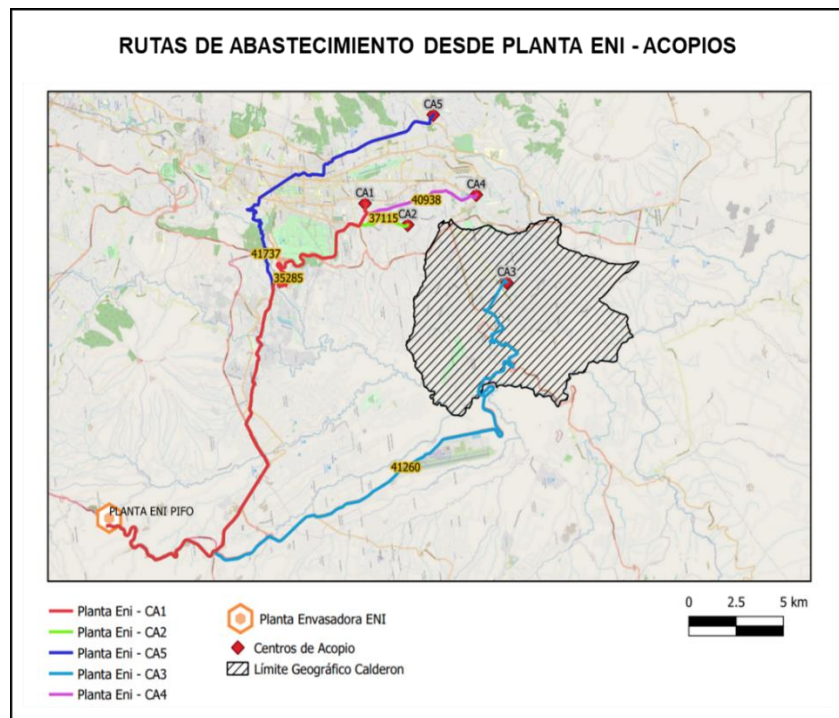 RUTAS DE ABASTECIMIENTO DESDE PLANTA ENI - ACOPIOS
CA5
CA1
CA4
40938
37115
CA2
41737
35285
CA3
41260
PLANTA ENI PIFO
Planta Eni - CA1
Planta Eni - CA2
Planta Eni - CA5
Planta Eni - CA3
Planta Eni - CA4
Planta Envasadora ENI
Centros de Acopio
Límite Geográfico Calderon
0 2.5 5 km